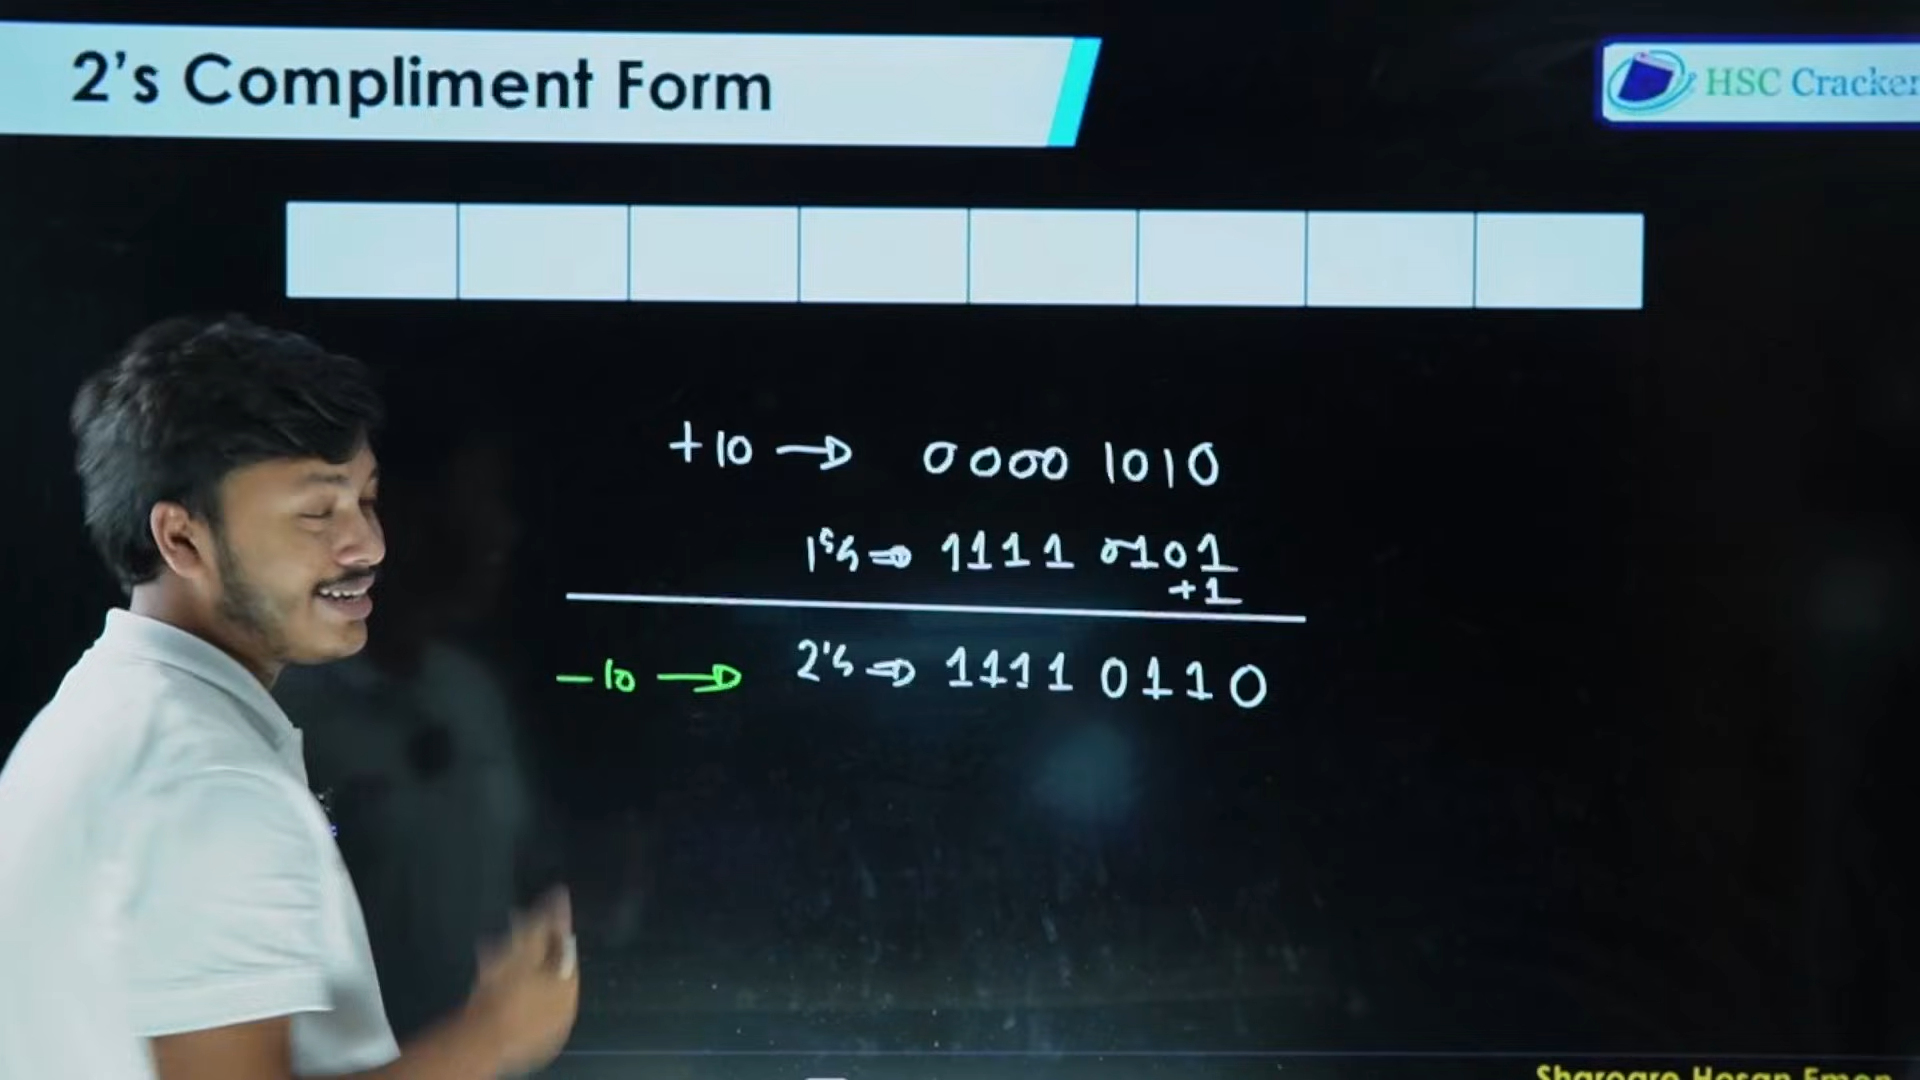 2's Compliment Form
HSC Cracker
+10 → 0000 1010
1's ⇒ 1111 0101
+1
-10 → 2's ⇒ 1111 0110